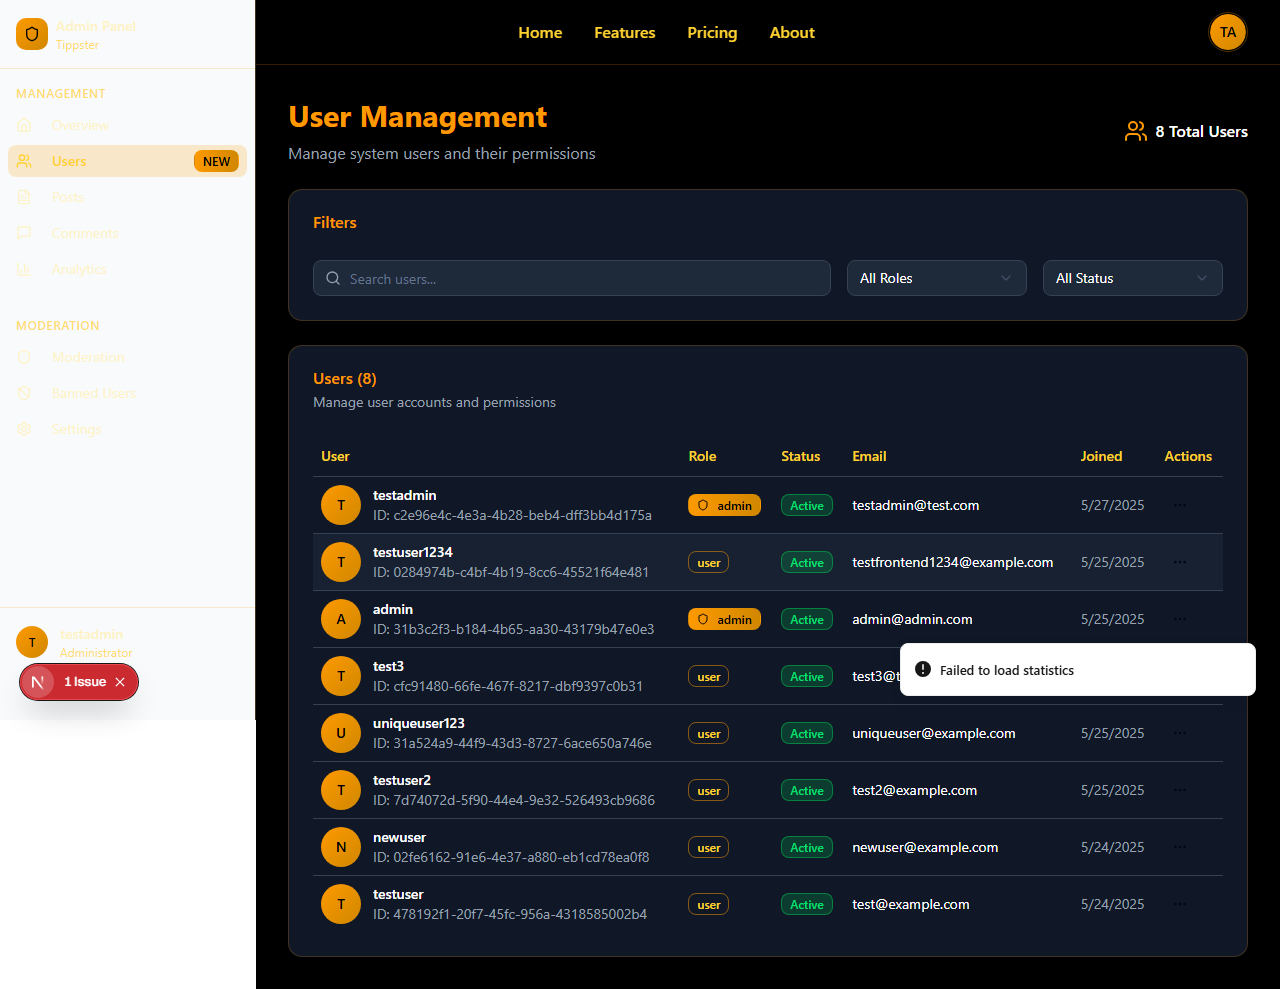 Admin Panel
Tippster
MANAGEMENT
Overview
Users NEW
Posts
Comments
Analytics
MODERATION
Moderation
Banned Users
Settings
T testadmin
Administrator
N 1 Issue
Home Features Pricing About
TA
User Management
Manage system users and their permissions
8 Total Users
Filters
Search users...
All Roles
All Status
Users (8)
Manage user accounts and permissions
User Role Status Email Joined Actions
T testadmin
ID: c2e96e4c-4e3a-4b28-beb4-dff3bb4d175a
admin Active testadmin@test.com 5/27/2025 ...
T testuser1234
ID: 0284974b-c4bf-4b19-8cc6-45521f64e481
user Active testfrontend1234@example.com 5/25/2025 ...
A admin
ID: 31b3c2f3-b184-4b65-aa30-43179b47e0e3
admin Active admin@admin.com 5/25/2025 ...
T test3
ID: cfc91480-66fe-467f-8217-dbf9397c0b31
user Active test3@t
Failed to load statistics
U uniqueuser123
ID: 31a524a9-44f9-43d3-8727-6ace650a746e
user Active uniqueuser@example.com 5/25/2025 ...
T testuser2
ID: 7d74072d-5f90-44e4-9e32-526493cb9686
user Active test2@example.com 5/25/2025 ...
N newuser
ID: 02fe6162-91e6-4e37-a880-eb1cd78ea0f8
user Active newuser@example.com 5/24/2025 ...
T testuser
ID: 478192f1-20f7-45fc-956a-4318585002b4
user Active test@example.com 5/24/2025 ...